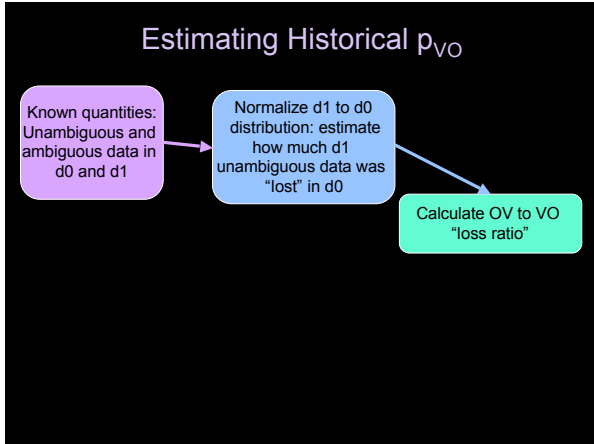 Estimating Historical pVO
Known quantities:
Unambiguous and
ambiguous data in
d0 and d1
Normalize d1 to d0
distribution: estimate
how much d1
unambiguous data was
“lost” in d0
Calculate OV to VO
“loss ratio”